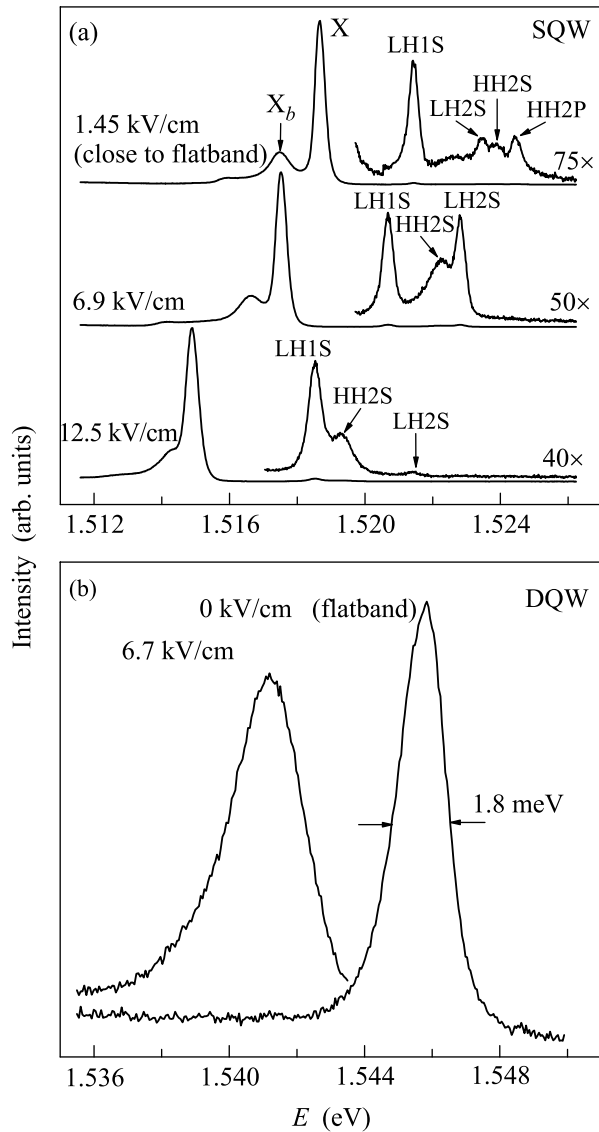 (a)
SQW
X
LH1S
HH2S
LH2S
HH2P
X_b
1.45 kV/cm
(close to flatband)
75×
LH1S
LH2S
HH2S
6.9 kV/cm
50×
LH1S
HH2S
LH2S
12.5 kV/cm
40×
1.512 1.516 1.520 1.524
Intensity (arb. units)
(b)
DQW
0 kV/cm (flatband)
6.7 kV/cm
1.8 meV
1.536 1.540 1.544 1.548
E (eV)